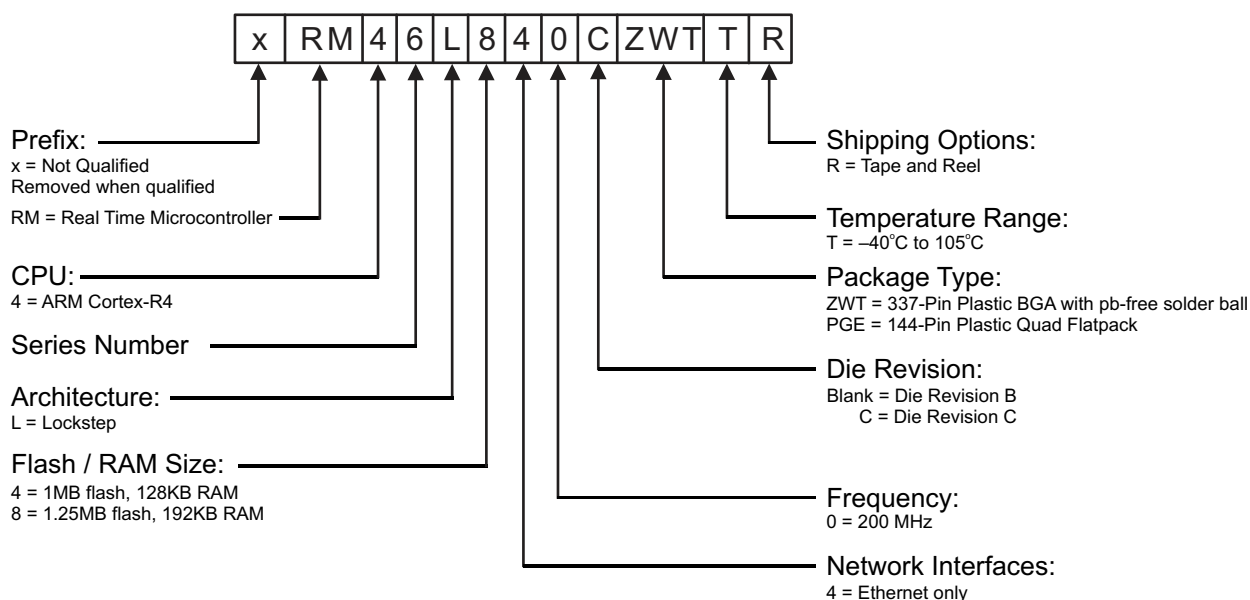 x RM 4 6 L 8 4 0 C ZWT T R
Prefix:
x = Not Qualified
Removed when qualified
RM = Real Time Microcontroller
CPU:
4 = ARM Cortex-R4
Series Number
Architecture:
L = Lockstep
Flash / RAM Size:
4 = 1MB flash, 128KB RAM
8 = 1.25MB flash, 192KB RAM
Shipping Options:
R = Tape and Reel
Temperature Range:
T = –40°C to 105°C
Package Type:
ZWT = 337-Pin Plastic BGA with pb-free solder ball
PGE = 144-Pin Plastic Quad Flatpack
Die Revision:
Blank = Die Revision B
C = Die Revision C
Frequency:
0 = 200 MHz
Network Interfaces:
4 = Ethernet only